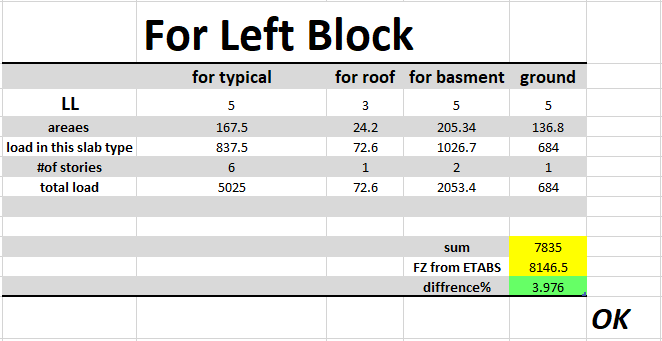 For Left Block
for typical for roof for basment ground
LL 5 3 5 5
areaes 167.5 24.2 205.34 136.8
load in this slab type 837.5 72.6 1026.7 684
#of stories 6 1 2 1
total load 5025 72.6 2053.4 684
sum 7835
FZ from ETABS 8146.5
diffrence% 3.976
OK